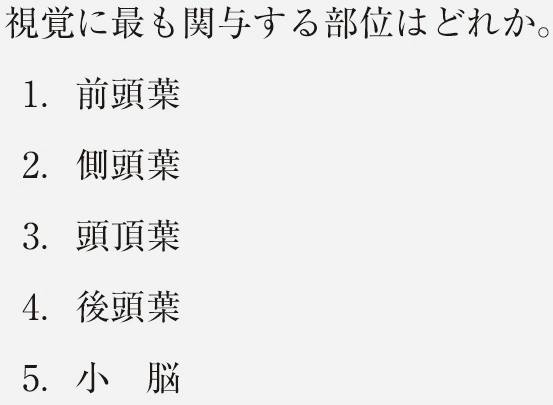 視覚に最も関与する部位はどれか。
1. 前頭葉
2. 側頭葉
3. 頭頂葉
4. 後頭葉
5. 小　脳